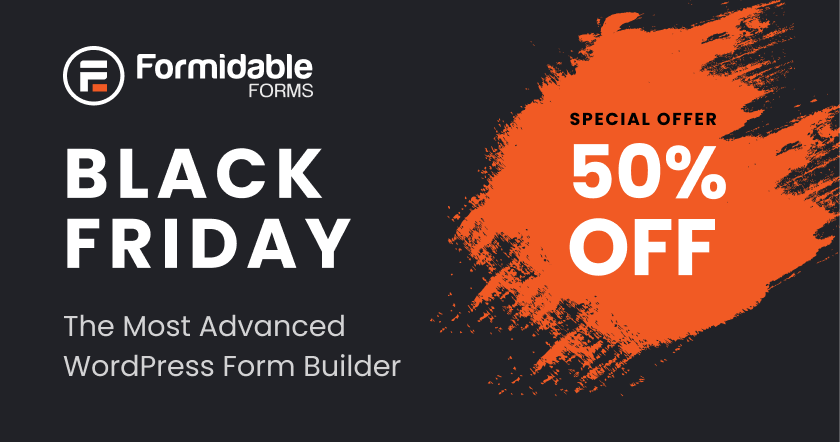 Formidable
FORMS
BLACK
FRIDAY
The Most Advanced
WordPress Form Builder
SPECIAL OFFER
50%
OFF